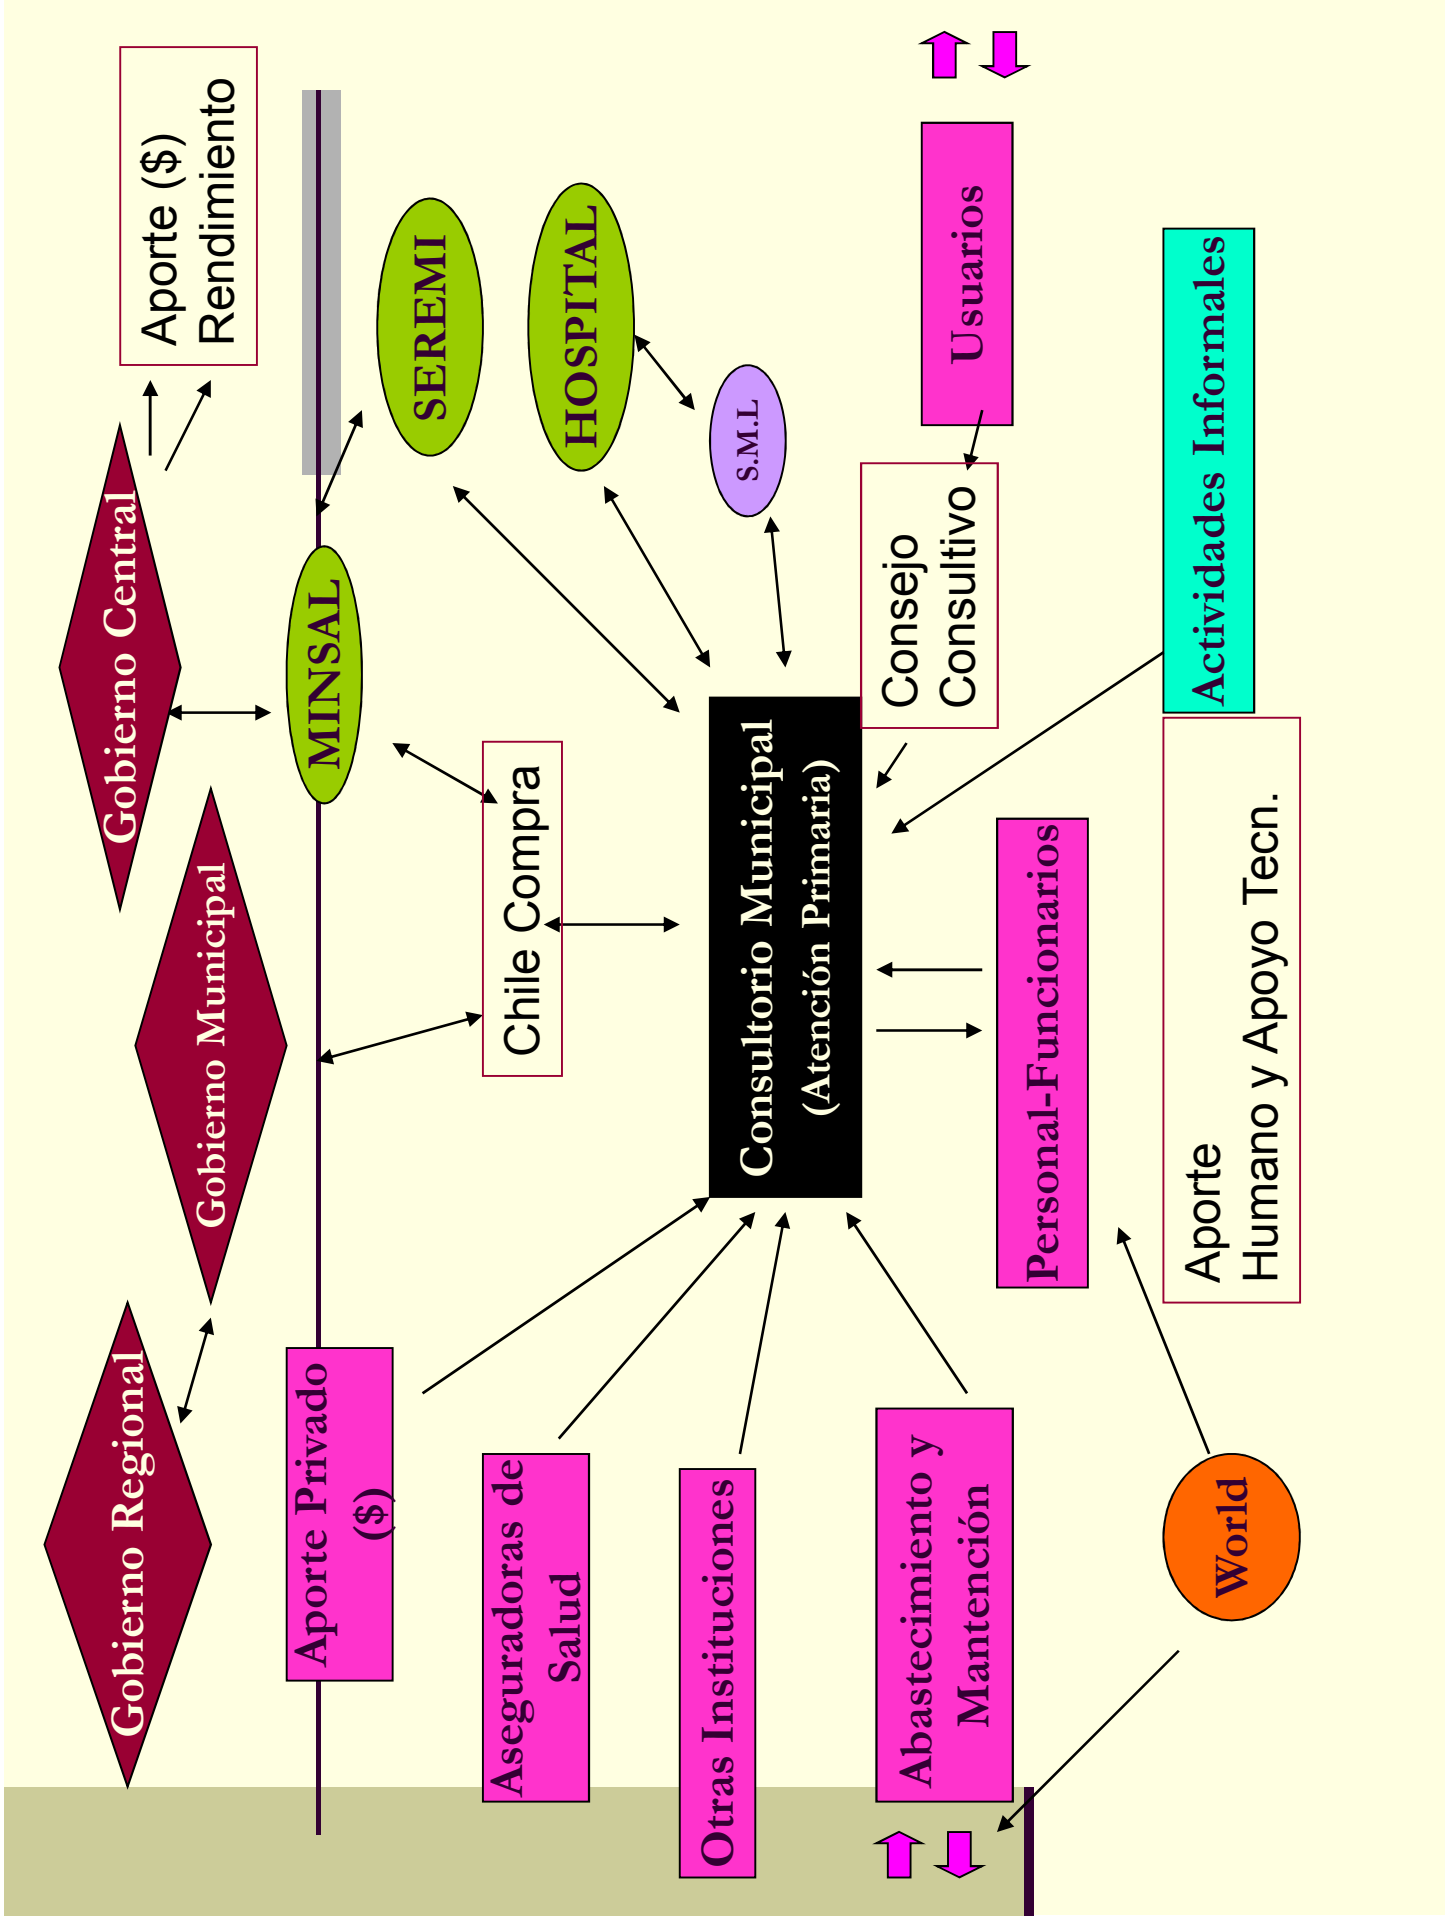 Gobierno Regional
Gobierno Municipal
Gobierno Central
Aporte ($)
Rendimiento
Aporte Privado
($)
MINSAL
SEREMI
Chile Compra
HOSPITAL
Aseguradoras de
Salud
S.M.L
Otras Instituciones
Consultorio Municipal
(Atención Primaria)
Consejo
Consultivo
Usuarios
Abastecimiento y
Mantención
Personal-Funcionarios
Actividades Informales
World
Aporte
Humano y Apoyo Tecn.